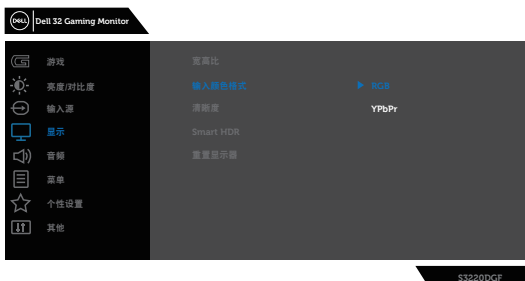 DELL Dell 32 Gaming Monitor
游戏
亮度/对比度
输入源
显示
音频
菜单
个性设置
其他
宽高比
输入颜色格式
清晰度
Smart HDR
重置显示器
RGB
YPbPr
S3220DGF